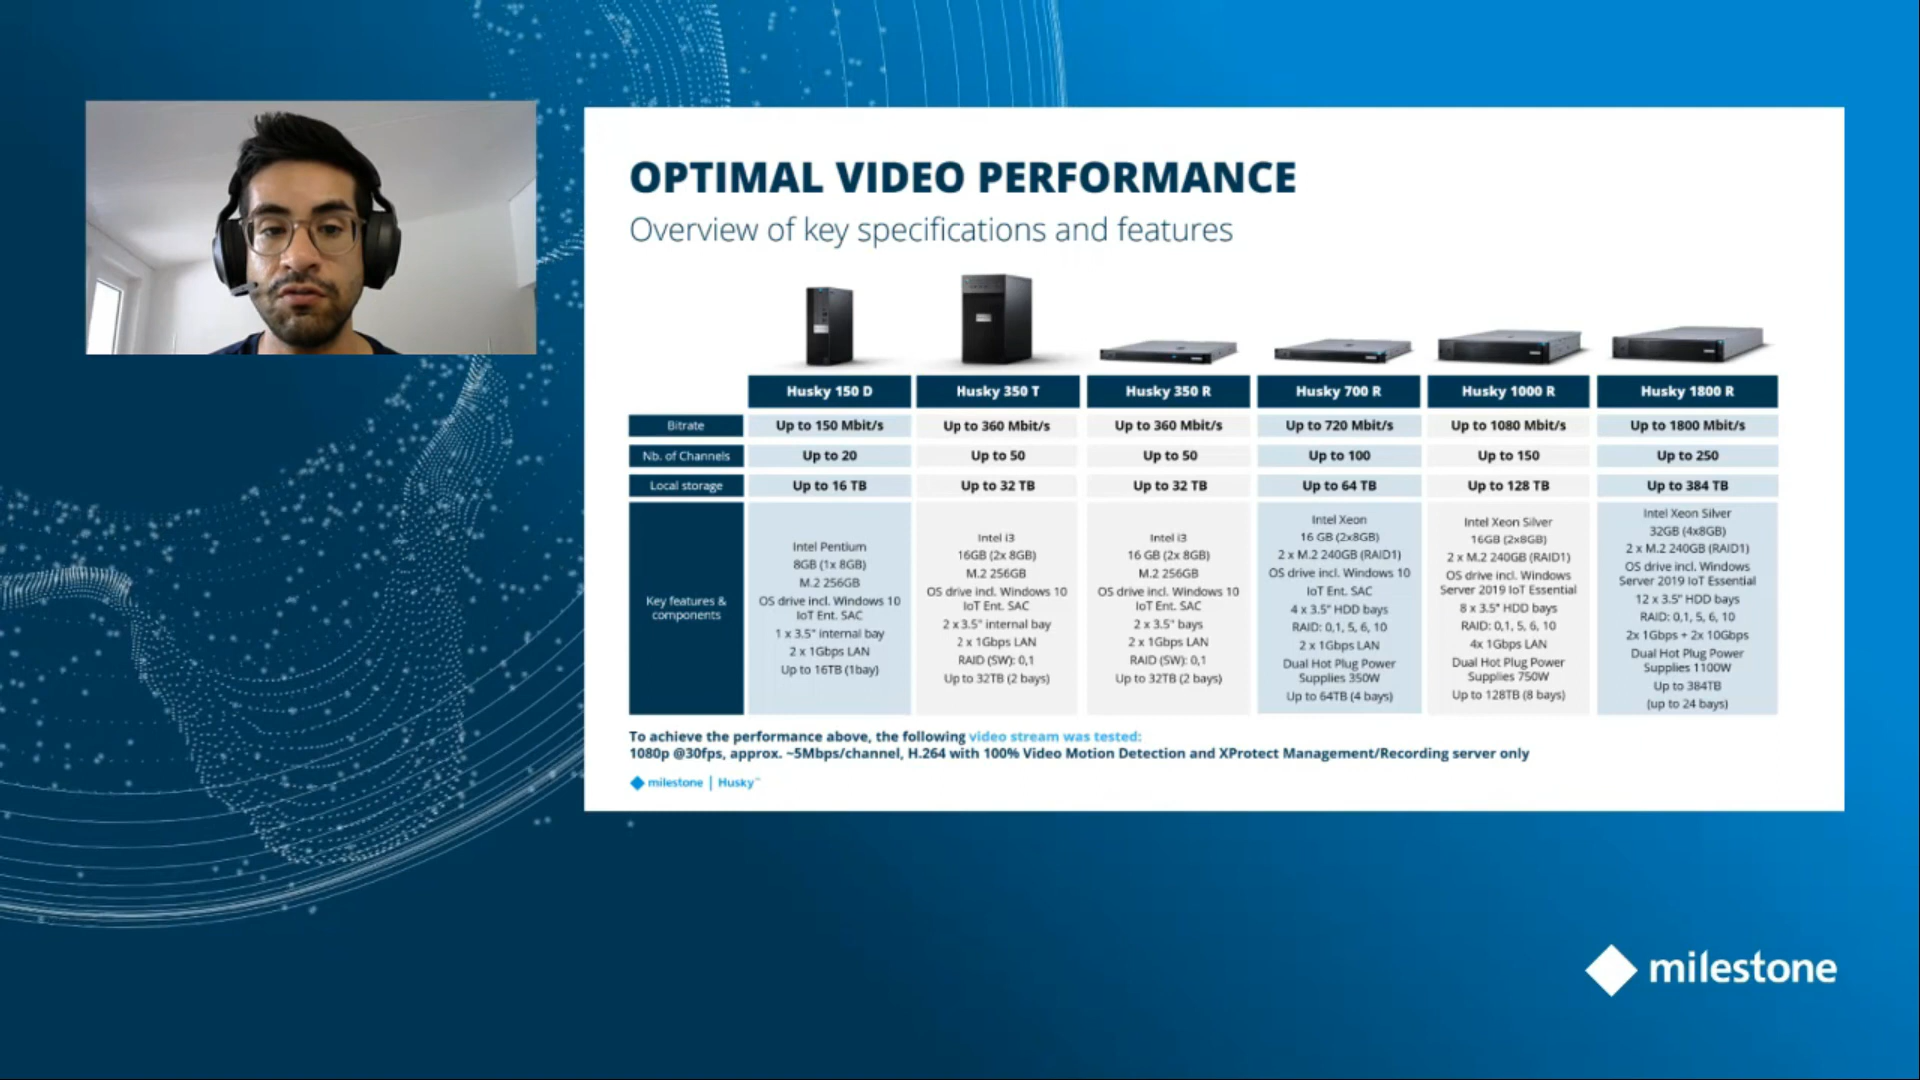 OPTIMAL VIDEO PERFORMANCE
Overview of key specifications and features
Husky 150 D
Husky 350 T
Husky 350 R
Husky 700 R
Husky 1000 R
Husky 1800 R
Bitrate
Up to 150 Mbit/s
Up to 360 Mbit/s
Up to 360 Mbit/s
Up to 720 Mbit/s
Up to 1080 Mbit/s
Up to 1800 Mbit/s
Nb. of Channels
Up to 20
Up to 50
Up to 50
Up to 100
Up to 150
Up to 250
Local storage
Up to 16 TB
Up to 32 TB
Up to 32 TB
Up to 64 TB
Up to 128 TB
Up to 384 TB
Key features &
components
Intel Pentium
8GB (1x 8GB)
M.2 256GB
OS drive incl. Windows 10
IoT Ent. SAC
1 x 3.5" internal bay
2 x 1Gbps LAN
Up to 16TB (1bay)
Intel i3
16GB (2x 8GB)
M.2 256GB
OS drive incl. Windows 10
IoT Ent. SAC
2 x 3.5" internal bay
2 x 1Gbps LAN
RAID (SW): 0,1
Up to 32TB (2 bays)
Intel i3
16 GB (2x 8GB)
M.2 256GB
OS drive incl. Windows 10
IoT Ent. SAC
2 x 3.5" bays
2 x 1Gbps LAN
RAID (SW): 0,1
Up to 32TB (2 bays)
Intel Xeon
16 GB (2x8GB)
2 x M.2 240GB (RAID1)
OS drive incl. Windows 10
IoT Ent. SAC
4 x 3.5" HDD bays
RAID: 0,1, 5, 6, 10
2 x 1Gbps LAN
Dual Hot Plug Power
Supplies 350W
Up to 64TB (4 bays)
Intel Xeon Silver
16GB (2x8GB)
2 x M.2 240GB (RAID1)
OS drive incl. Windows
Server 2019 IoT Essential
8 x 3.5" HDD bays
RAID: 0,1, 5, 6, 10
4x 1Gbps LAN
Dual Hot Plug Power
Supplies 750W
Up to 128TB (8 bays)
Intel Xeon Silver
32GB (4x8GB)
2 x M.2 240GB (RAID1)
OS drive incl. Windows
Server 2019 IoT Essential
12 x 3.5" HDD bays
RAID: 0,1, 5, 6, 10
2x 1Gbps + 2x 10Gbps
Dual Hot Plug Power
Supplies 1100W
Up to 384TB
(up to 24 bays)
To achieve the performance above, the following video stream was tested:
1080p @30fps, approx. ~5Mbps/channel, H.264 with 100% Video Motion Detection and XProtect Management/Recording server only
milestone | Husky™
milestone